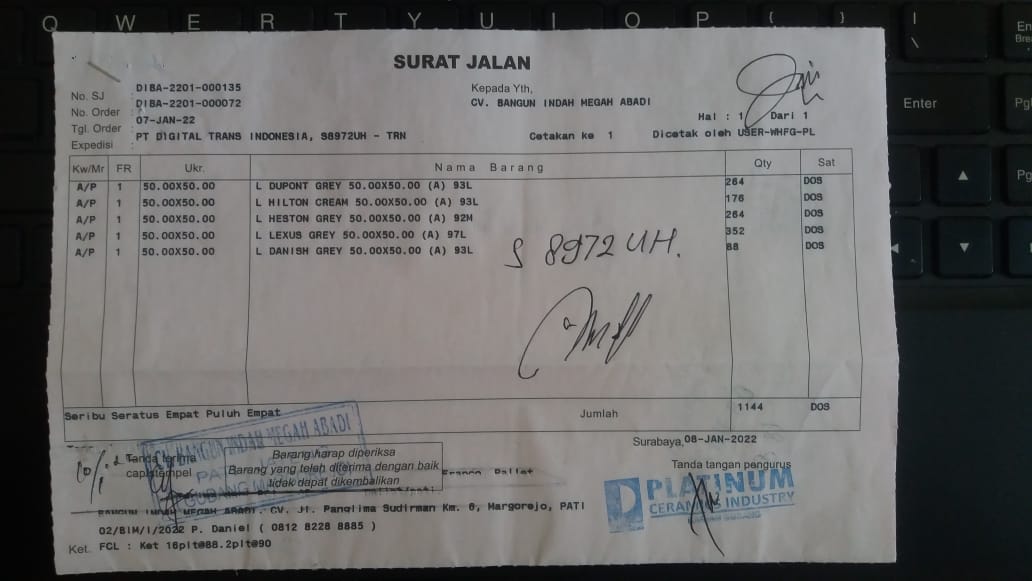 Q W E R T Y U I O P { }
SURAT JALAN
No. SJ : DIBA-2201-000135
No. Order : DIBA-2201-000072
Tgl. Order : 07-JAN-22
Expedisi : PT DIGITAL TRANS INDONESIA, S8972UH - TRN
Kepada Yth,
CV. BANGUN INDAH MEGAH ABADI
Hal : 1 Dari 1
Cetakan ke 1 Dicetak oleh USER-WHFG-PL
Enter
Kw/Mr FR Ukr. Nama Barang Qty Sat
A/P 1 50.00X50.00 L DUPONT GREY 50.00X50.00 (A) 93L 264 DOS
A/P 1 50.00X50.00 L HILTON CREAM 50.00X50.00 (A) 93L 176 DOS
A/P 1 50.00X50.00 L HESTON GREY 50.00X50.00 (A) 92M 264 DOS
A/P 1 50.00X50.00 L LEXUS GREY 50.00X50.00 (A) 97L 352 DOS
A/P 1 50.00X50.00 L DANISH GREY 50.00X50.00 (A) 93L 88 DOS
S 8972 UH.
Seribu Seratus Empat Puluh Empat Jumlah 1144 DOS
Surabaya, 08-JAN-2022
Tanda terima
cap/stempel
BANGUN INDAH MEGAH ABADI
PATI
GUDANG
Barang harap diperiksa
Barang yang telah diterima dengan baik
tidak dapat dikembalikan
Franco Pallet
Tanda tangan pengurus
PLATINUM
CERAMICS INDUSTRY
BANGUN INDAH MEGAH ABADI. CV. Jl. Panglima Sudirman Km. 6, Margorejo, PATI
02/BIM/I/2022 P. Daniel ( 0812 8228 8885 )
Ket. FCL : Ket 16plt@88.2plt@90